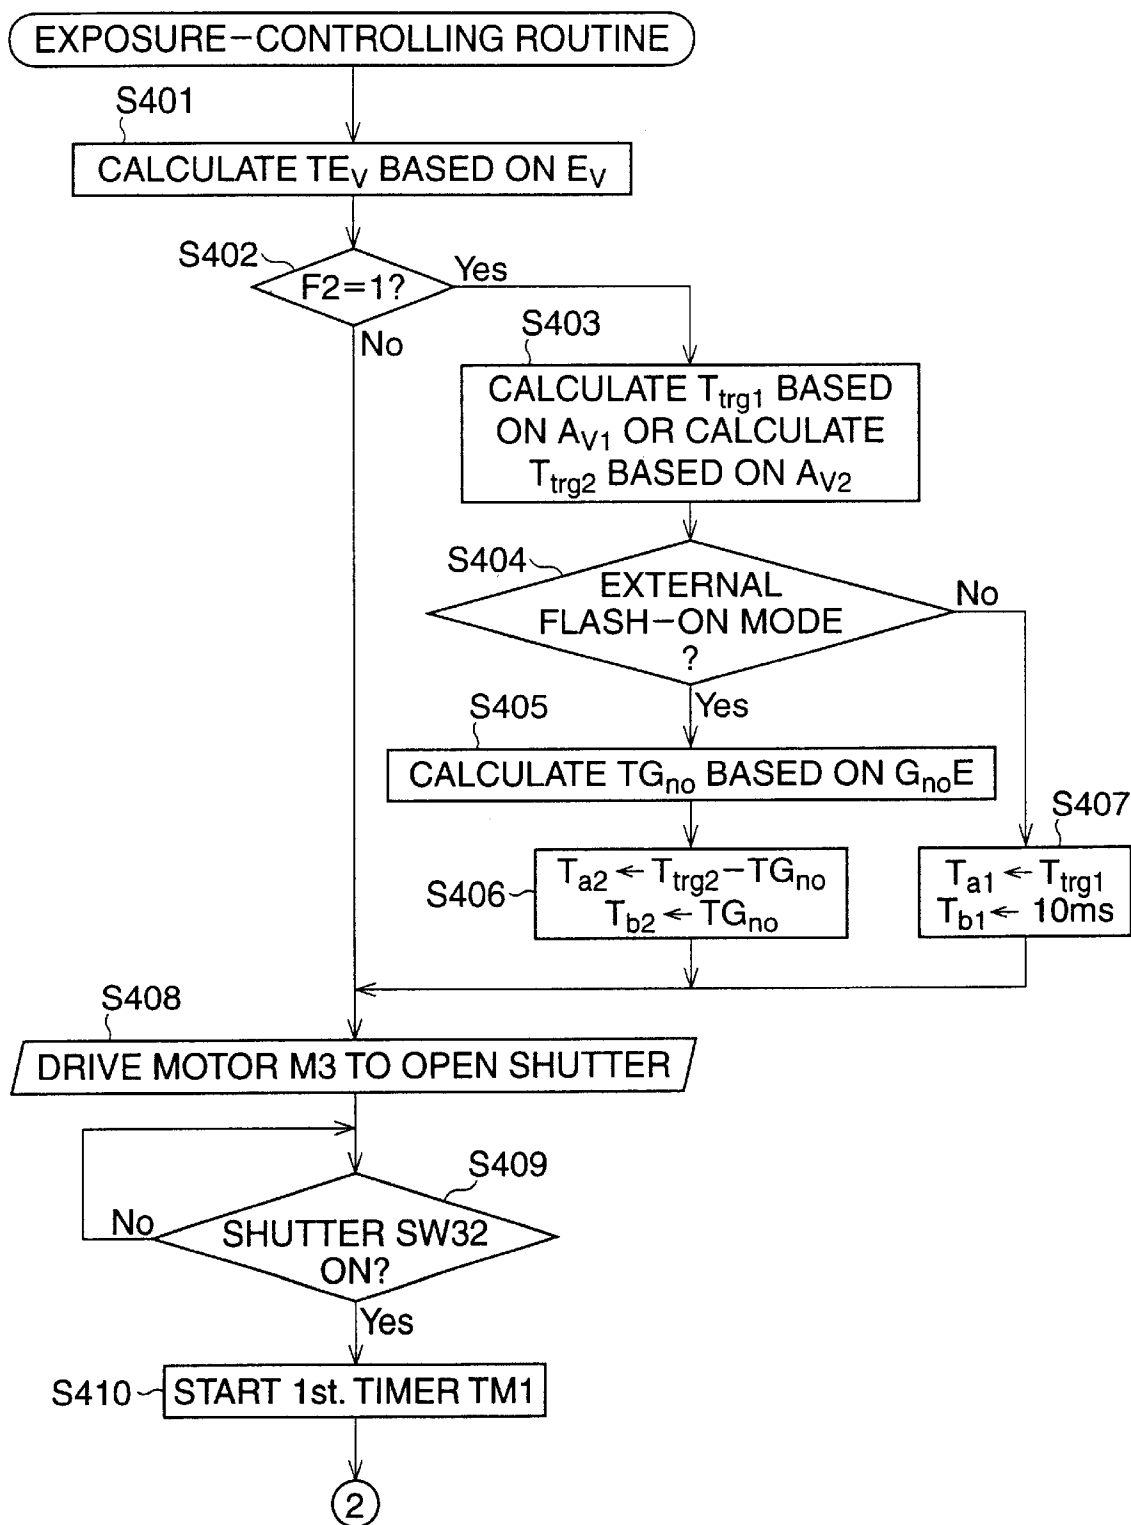 EXPOSURE-CONTROLLING ROUTINE
S401
CALCULATE TEV BASED ON EV
S402
F2=1?
Yes
No
S403
CALCULATE Ttrg1 BASED
ON AV1 OR CALCULATE
Ttrg2 BASED ON AV2
S404
EXTERNAL
FLASH-ON MODE
?
No
Yes
S405
CALCULATE TGno BASED ON GnoE
S406
Ta2 ← Ttrg2-TGno
Tb2 ← TGno
S407
Ta1 ← Ttrg1
Tb1 ← 10ms
S408
DRIVE MOTOR M3 TO OPEN SHUTTER
S409
SHUTTER SW32
ON?
No
Yes
S410
START 1st. TIMER TM1
2